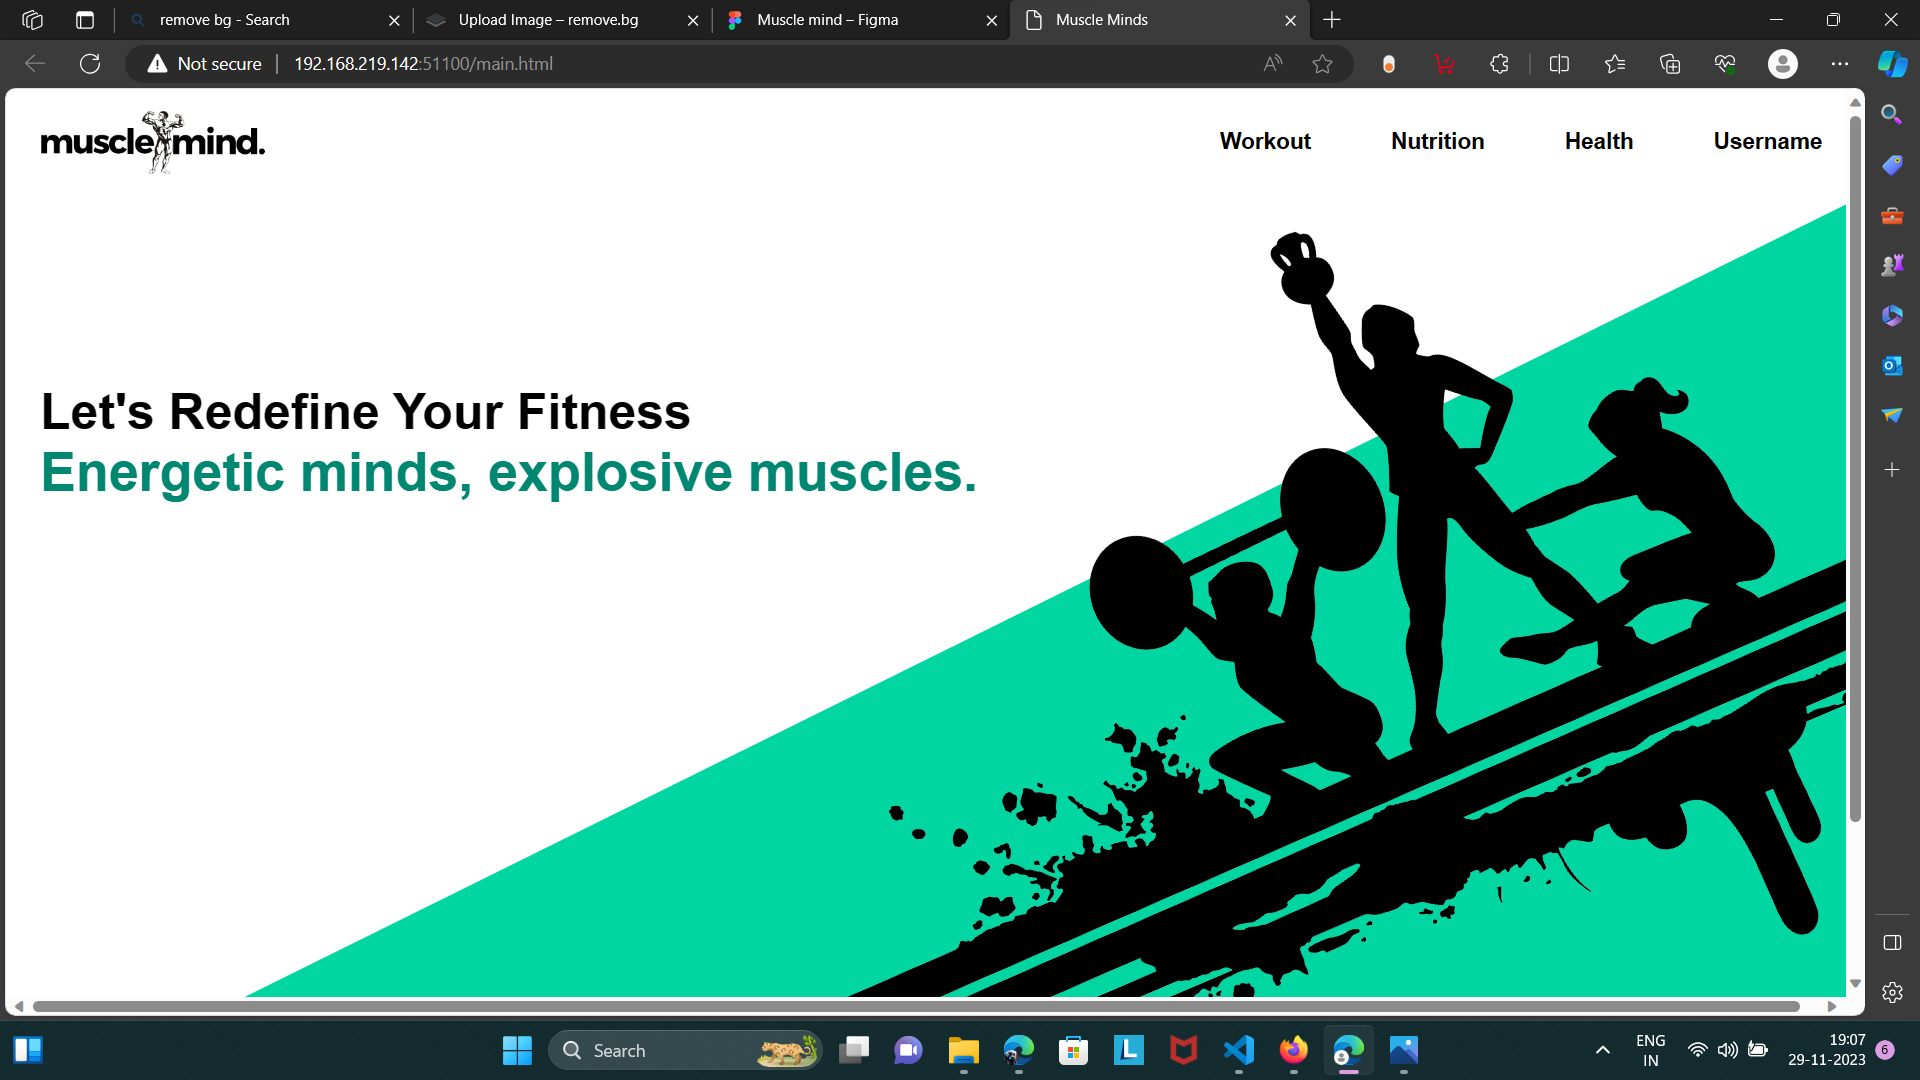 remove bg - Search
Upload Image – remove.bg
Muscle mind – Figma
Muscle Minds
Not secure
192.168.219.142:51100/main.html
musclemind.
Workout
Nutrition
Health
Username
Let's Redefine Your Fitness
Energetic minds, explosive muscles.
Search
L
ENG
IN
19:07
29-11-2023
6